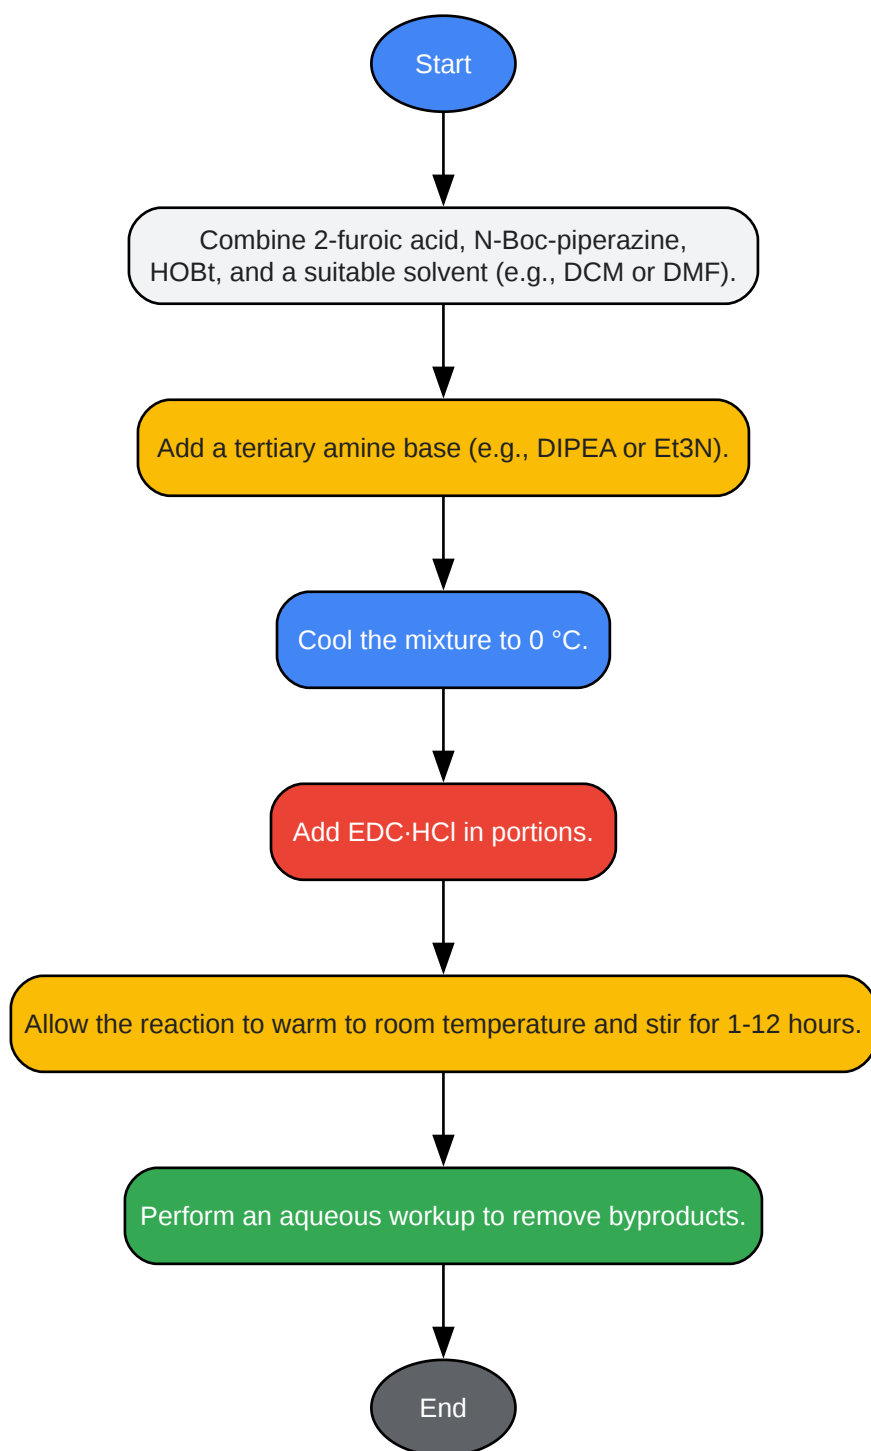 Start
Combine 2-furoic acid, N-Boc-piperazine,
HOBt, and a suitable solvent (e.g., DCM or DMF).
Add a tertiary amine base (e.g., DIPEA or Et3N).
Cool the mixture to 0 °C.
Add EDC·HCl in portions.
Allow the reaction to warm to room temperature and stir for 1-12 hours.
Perform an aqueous workup to remove byproducts.
End